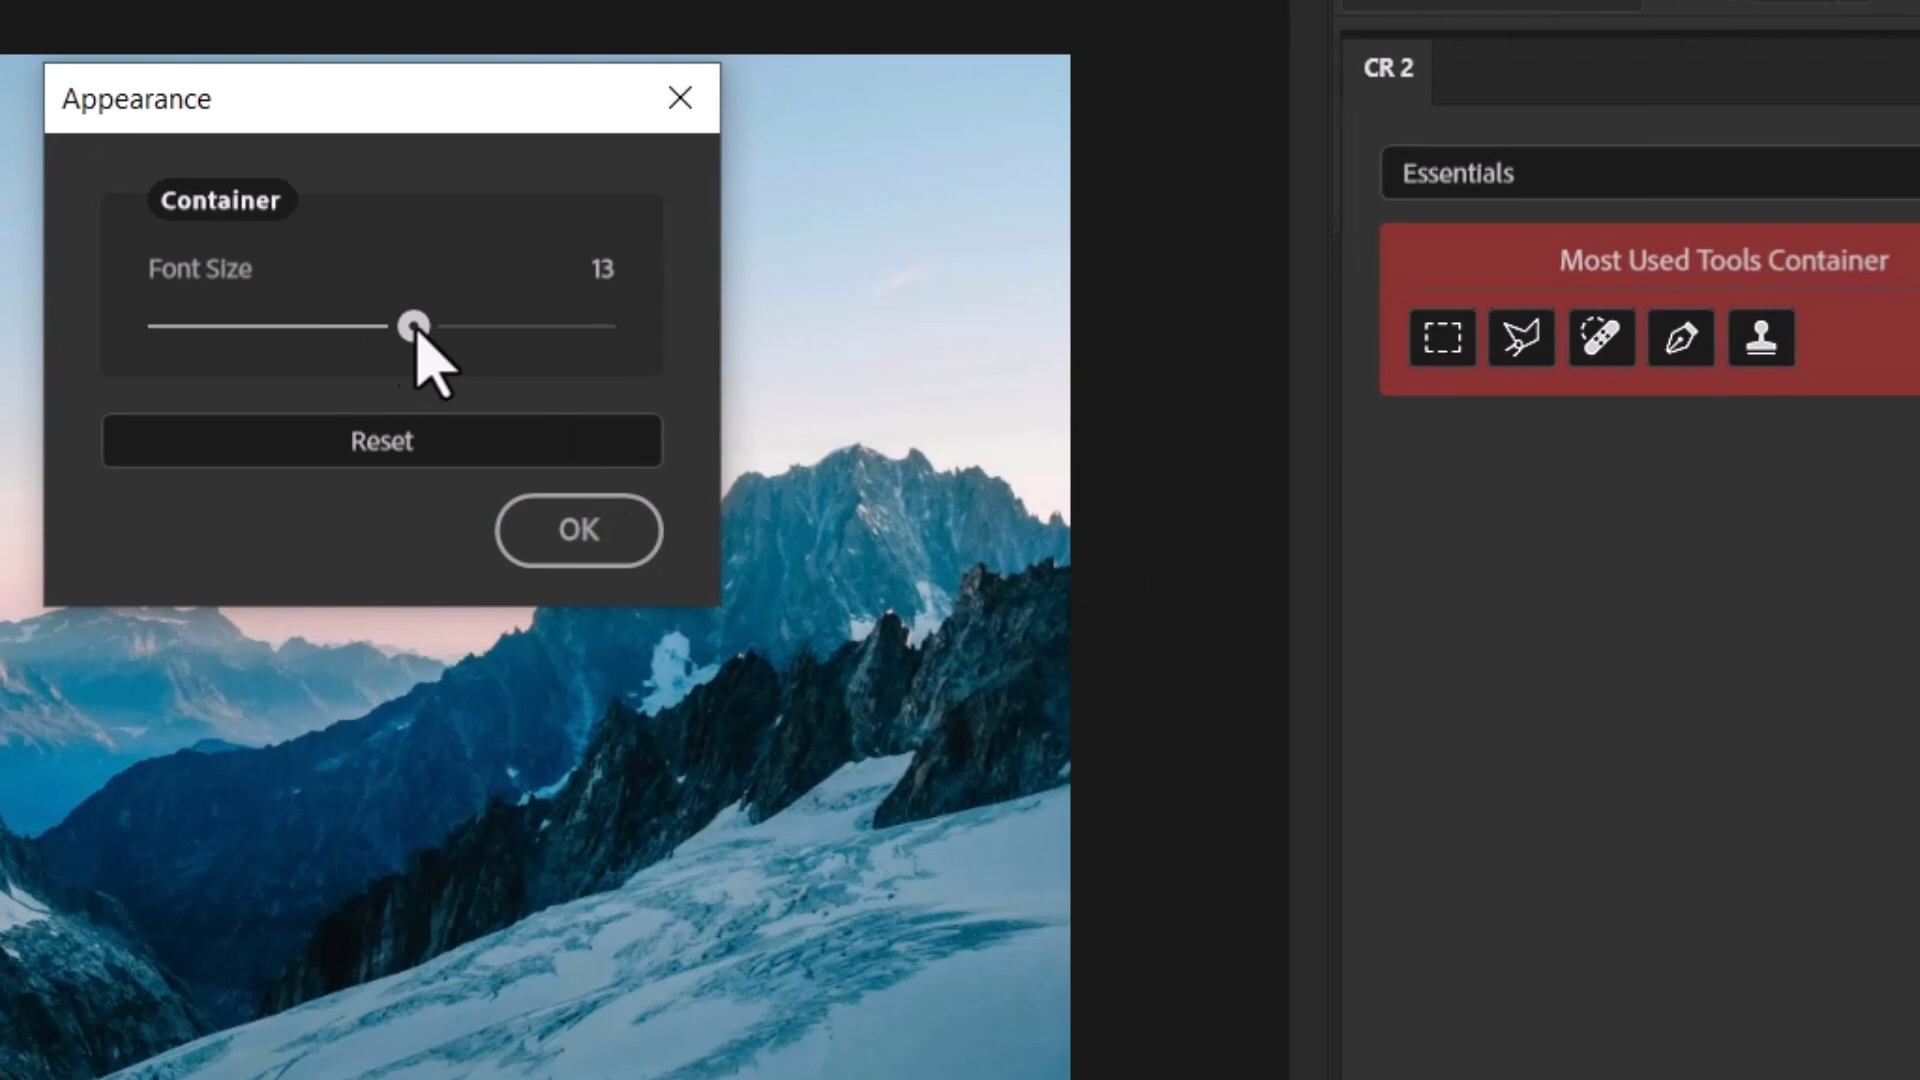 Appearance
Container
Font Size 13
Reset
OK
CR 2
Essentials
Most Used Tools Container